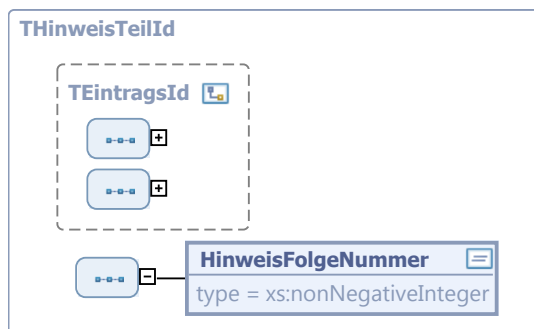 THinweisTeilId
TEintragsId
HinweisFolgeNummer
type = xs:nonNegativeInteger